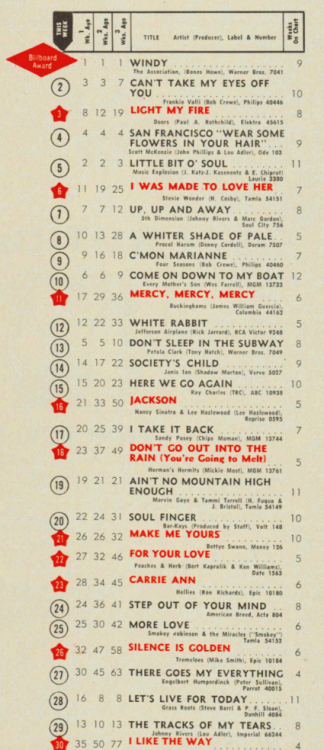 THIS WEEK 1 Wk. Ago 2 Wks. Ago 3 Wks. Ago TITLE Artist (Producer), Label & Number Weeks On Chart
Billboard Award 1 1 1 WINDY 9
The Association, (Bones Howe), Warner Bros. 7041
2 3 3 7 CAN'T TAKE MY EYES OFF
YOU 10
Frankie Valli (Bob Crewe), Philips 40446
3 8 12 19 LIGHT MY FIRE 8
Doors (Paul A. Rothchild), Elektra 45615
4 4 4 4 SAN FRANCISCO "WEAR SOME
FLOWERS IN YOUR HAIR" 9
Scott McKenzie (John Phillips & Lou Adler), Ode 103
5 2 2 3 LITTLE BIT O' SOUL 11
Music Explosion (J. Katz-J. Kasenetz & E. Chiprut)
Laurie 3380
6 11 19 25 I WAS MADE TO LOVE HER 7
Stevie Wonder (H. Cosby), Tamla 54151
7 7 7 12 UP, UP AND AWAY 8
5th Dimension (Johnny Rivers & Marc Gordon),
Soul City 756
8 10 13 28 A WHITER SHADE OF PALE 5
Procol Harum (Denny Cordell), Deram 7507
9 9 16 18 C'MON MARIANNE 7
Four Seasons (Bob Crewe), Philips 40460
10 6 6 9 COME ON DOWN TO MY BOAT 12
Every Mother's Son (Wes Farrell), MGM 13733
11 17 29 36 MERCY, MERCY, MERCY 6
Buckinghams (James William Guercio),
Columbia 44162
12 12 22 33 WHITE RABBIT 5
Jefferson Airplane (Rick Jarrard), RCA Victor 9248
13 5 5 10 DON'T SLEEP IN THE SUBWAY 8
Petula Clark (Tony Hatch), Warner Bros. 7049
14 14 17 22 SOCIETY'S CHILD 9
Janis Ian (Shadow Morton), Verve 5027
15 15 20 23 HERE WE GO AGAIN 10
Ray Charles (TRC), ABC 10938
16 21 33 50 JACKSON 5
Nancy Sinatra & Lee Hazlewood (Lee Hazlewood),
Reprise 0595
17 20 25 39 I TAKE IT BACK 7
Sandy Posey (Chips Moman), MGM 13744
18 23 37 49 DON'T GO OUT INTO THE
RAIN (You're Going to Melt) 5
Herman's Hermits (Mickie Most), MGM 13761
19 19 21 21 AIN'T NO MOUNTAIN HIGH
ENOUGH 11
Marvin Gaye & Tammi Terrell (H. Fuqua &
J. Bristol), Tamla 54149
20 22 24 31 SOUL FINGER 10
Bar-Kays (Produced by Staff), Volt 148
21 26 26 32 MAKE ME YOURS 10
Bettye Swann, Money 126
22 27 32 46 FOR YOUR LOVE 5
Peaches & Herb (Dave Kapralik & Ken Williams),
Date 1563
23 28 34 45 CARRIE ANN 6
Hollies (Ron Richards), Epic 10180
24 24 36 41 STEP OUT OF YOUR MIND 8
American Breed, Acta 804
25 25 30 42 MORE LOVE 6
Smokey Robinson & the Miracles ("Smokey")
Tamla 54152
26 32 47 58 SILENCE IS GOLDEN 6
Tremeloes (Mike Smith), Epic 10184
27 30 45 63 THERE GOES MY EVERYTHING 4
Engelbert Humperdinck (Peter Sullivan),
Parrot 40015
28 16 8 8 LET'S LIVE FOR TODAY 11
Grass Roots (Steve Barri & P. F. Sloan),
Dunhill 4084
29 13 10 13 THE TRACKS OF MY TEARS 8
Johnny Rivers (Lou Adler), Imperial 66244
30 35 50 77 I LIKE THE WAY 4